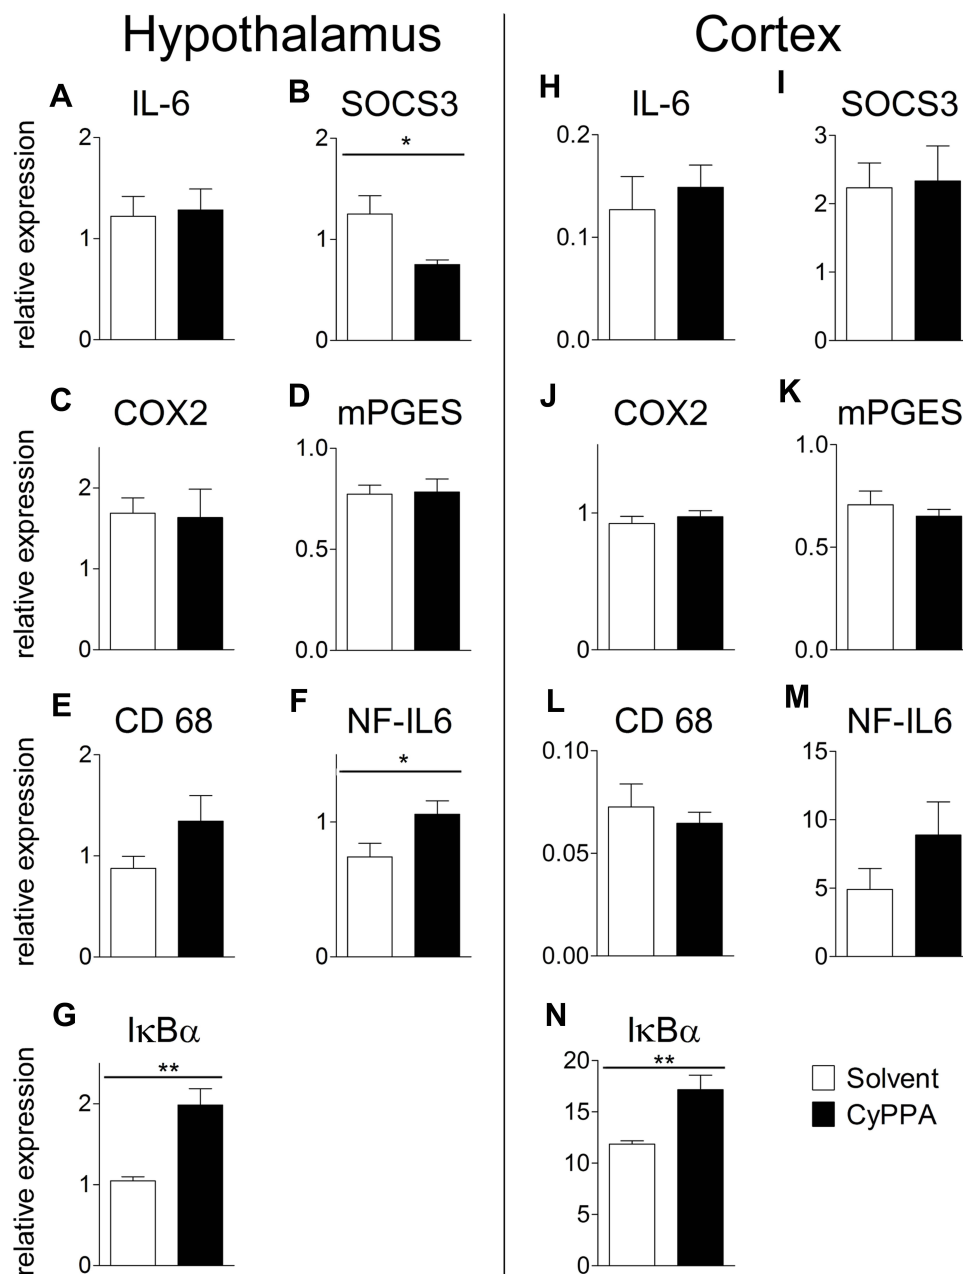 Hypothalamus
Cortex
A
IL-6
relative expression
2
1
0
B
SOCS3
2
1
0
*
H
IL-6
0.2
0.1
0.0
I
SOCS3
3
2
1
0
C
COX2
relative expression
2
1
0
D
mPGES
1.0
0.5
0.0
J
COX2
1
0
K
mPGES
1.0
0.5
0.0
E
CD 68
relative expression
2
1
0
F
NF-IL6
1
0
*
L
CD 68
0.10
0.05
0.00
M
NF-IL6
15
10
5
0
G
IκBα
relative expression
2
1
0
**
N
IκBα
20
15
10
5
0
**
Solvent
CyPPA